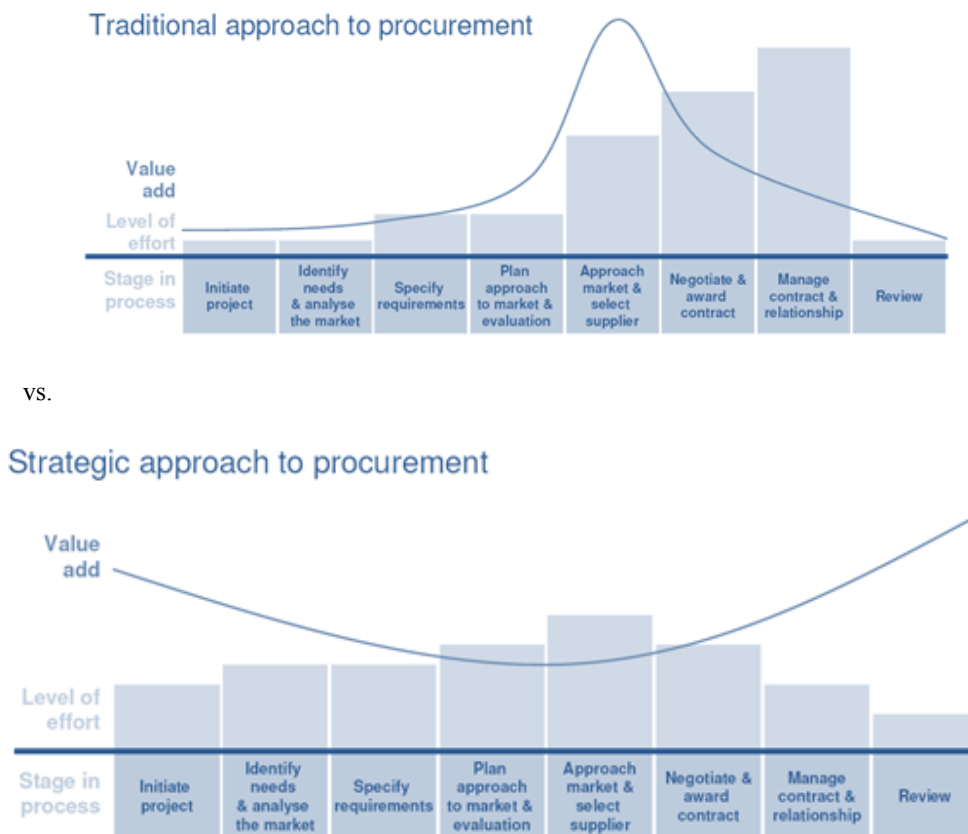 Traditional approach to procurement
Value
add
Level of
effort
Stage in
process
Initiate
project
Identify
needs
& analyse
the market
Specify
requirements
Plan
approach
to market &
evaluation
Approach
market &
select
supplier
Negotiate &
award
contract
Manage
contract &
relationship
Review
vs.
Strategic approach to procurement
Value
add
Level of
effort
Stage in
process
Initiate
project
Identify
needs
& analyse
the market
Specify
requirements
Plan
approach
to market &
evaluation
Approach
market &
select
supplier
Negotiate &
award
contract
Manage
contract &
relationship
Review